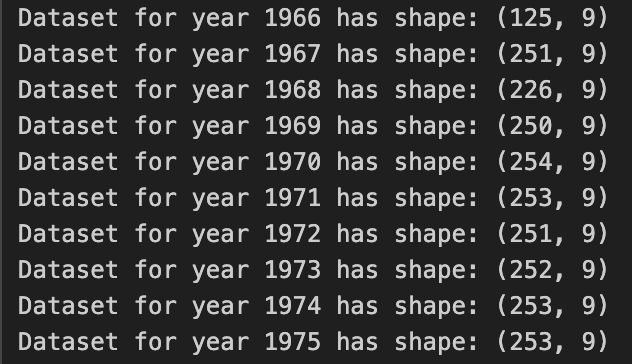 Dataset for year 1966 has shape: (125, 9)
Dataset for year 1967 has shape: (251, 9)
Dataset for year 1968 has shape: (226, 9)
Dataset for year 1969 has shape: (250, 9)
Dataset for year 1970 has shape: (254, 9)
Dataset for year 1971 has shape: (253, 9)
Dataset for year 1972 has shape: (251, 9)
Dataset for year 1973 has shape: (252, 9)
Dataset for year 1974 has shape: (253, 9)
Dataset for year 1975 has shape: (253, 9)